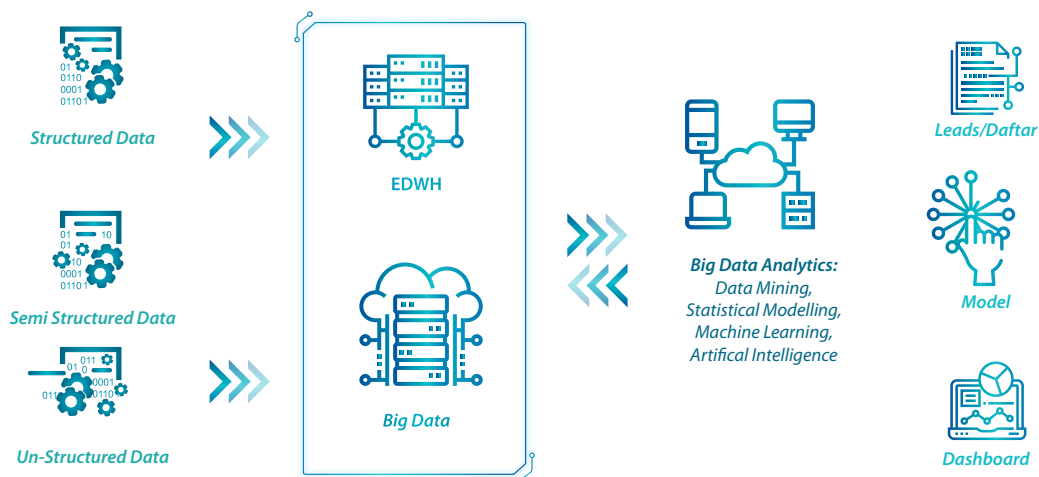 01
0110
0001
0110 1
Structured Data
01 10
01
10
0001
0110 1
Semi Structured Data
011
01 0
0001
011 0110
Un-Structured Data
EDWH
Big Data
Big Data Analytics:
Data Mining,
Statistical Modelling,
Machine Learning,
Artifical Intelligence
Leads/Daftar
Model
Dashboard